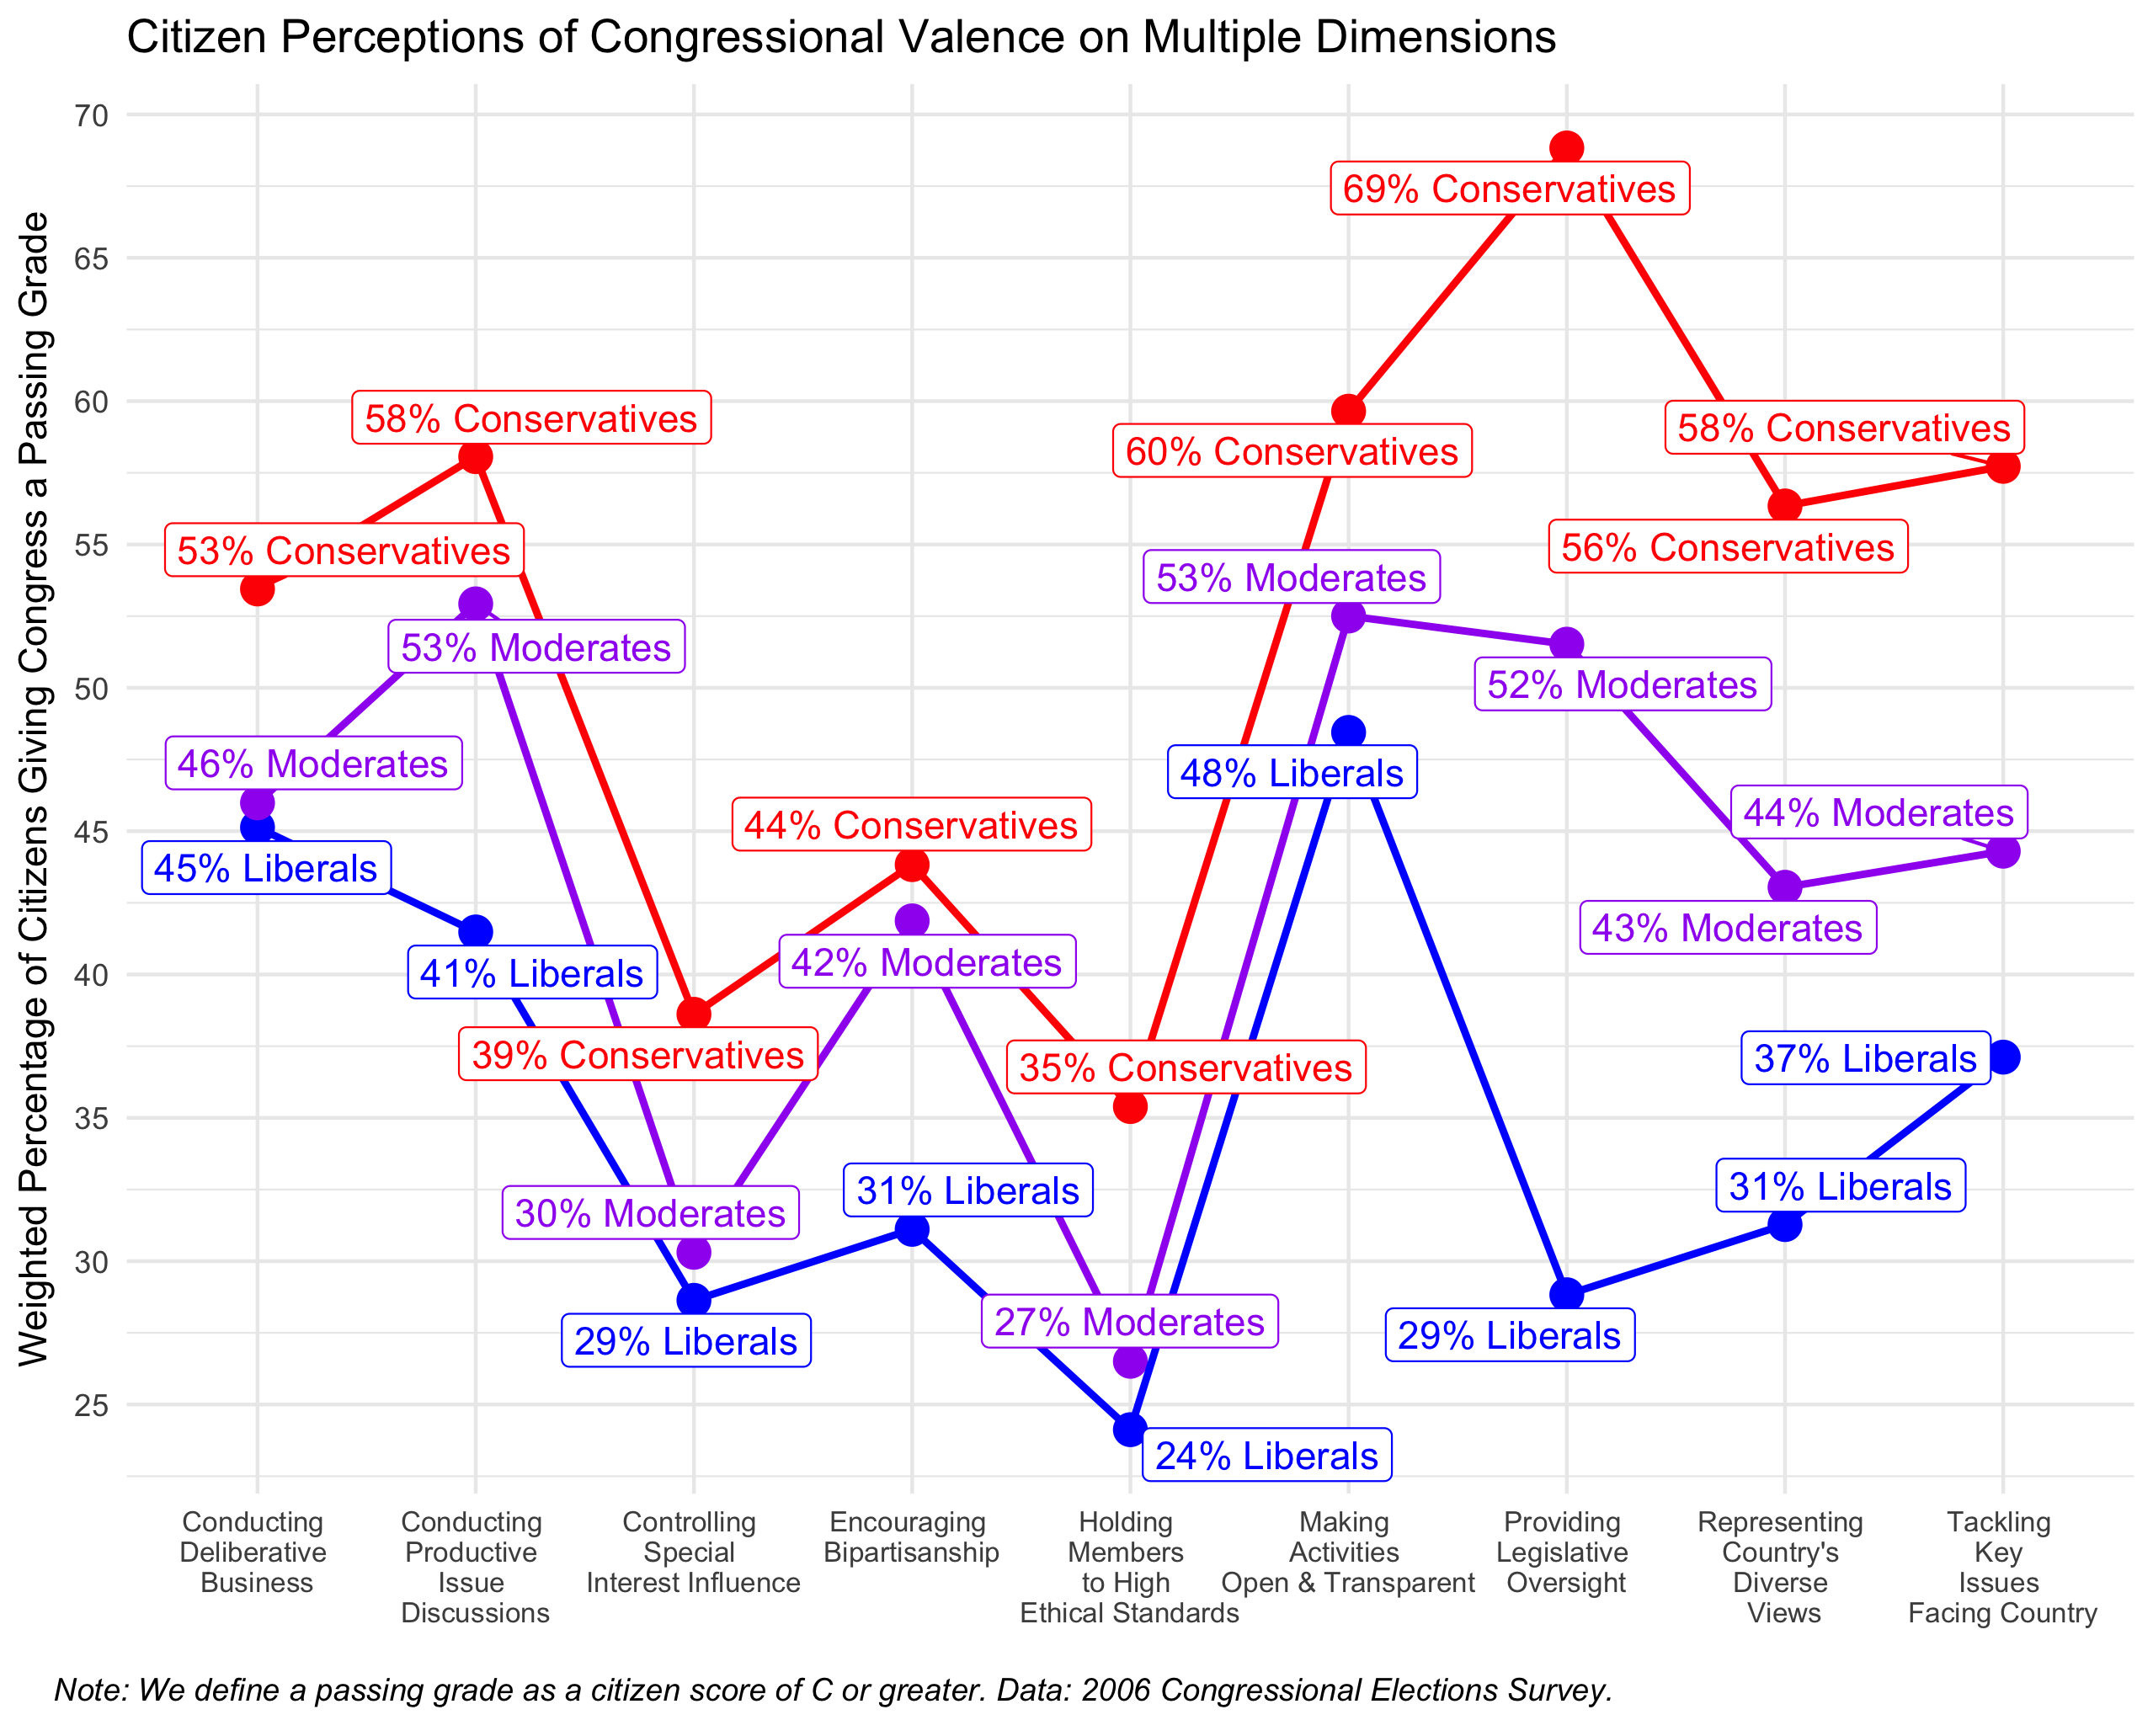 Citizen Perceptions of Congressional Valence on Multiple Dimensions
Weighted Percentage of Citizens Giving Congress a Passing Grade
70
65
60
55
50
45
40
35
30
25
69% Conservatives
58% Conservatives
58% Conservatives
60% Conservatives
53% Conservatives
56% Conservatives
53% Moderates
53% Moderates
52% Moderates
46% Moderates
48% Liberals
44% Moderates
44% Conservatives
45% Liberals
43% Moderates
42% Moderates
41% Liberals
39% Conservatives
37% Liberals
35% Conservatives
31% Liberals
31% Liberals
30% Moderates
27% Moderates
29% Liberals
29% Liberals
24% Liberals
Conducting
Deliberative
Business
Conducting
Productive
Issue
Discussions
Controlling
Special
Interest Influence
Encouraging
Bipartisanship
Holding
Members
to High
Ethical Standards
Making
Activities
Open & Transparent
Providing
Legislative
Oversight
Representing
Country's
Diverse
Views
Tackling
Key
Issues
Facing Country
Note: We define a passing grade as a citizen score of C or greater. Data: 2006 Congressional Elections Survey.